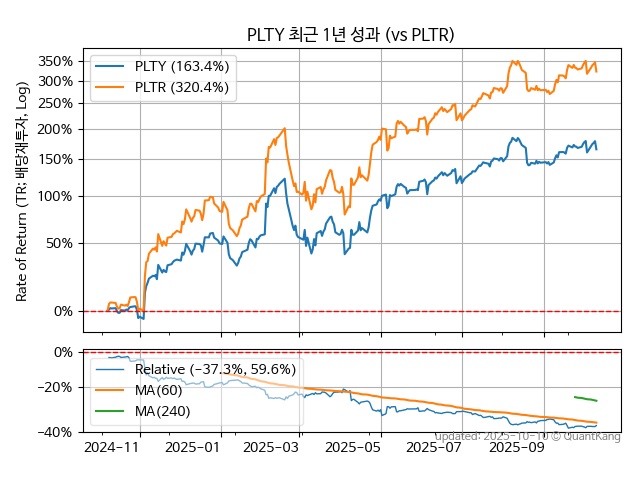 PLTY 최근 1년 성과 (vs PLTR)
Rate of Return (TR: 배당재투자, Log)
350%
300%
250%
200%
150%
100%
50%
0%
PLTY (163.4%)
PLTR (320.4%)
0%
−20%
−40%
Relative (−37.3%, 59.6%)
MA(60)
MA(240)
updated: 2025-10-10 © QuantKang
2024−11
2025−01
2025−03
2025−05
2025−07
2025−09